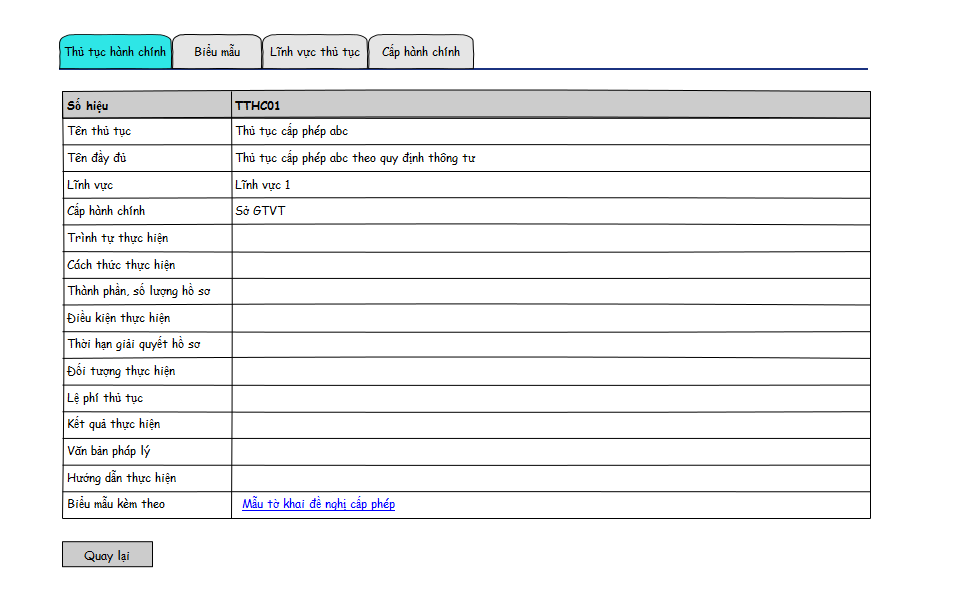 Thủ tục hành chính Biểu mẫu Lĩnh vực thủ tục Cấp hành chính
Số hiệu TTHC01
Tên thủ tục Thủ tục cấp phép abc
Tên đầy đủ Thủ tục cấp phép abc theo quy định thông tư
Lĩnh vực Lĩnh vực 1
Cấp hành chính Sở GTVT
Trình tự thực hiện
Cách thức thực hiện
Thành phần, số lượng hồ sơ
Điều kiện thực hiện
Thời hạn giải quyết hồ sơ
Đối tượng thực hiện
Lệ phí thủ tục
Kết quả thực hiện
Văn bản pháp lý
Hướng dẫn thực hiện
Biểu mẫu kèm theo Mẫu tờ khai đề nghị cấp phép
Quay lại